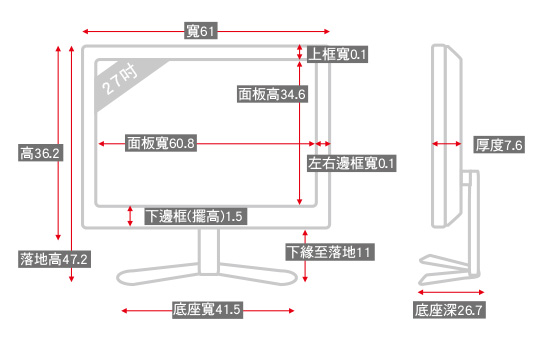 寬61
上框寬0.1
27吋
面板高34.6
面板寬60.8
厚度7.6
高36.2
左右邊框寬0.1
下邊框(擺高)1.5
下緣至落地11
落地高47.2
底座寬41.5
底座深26.7